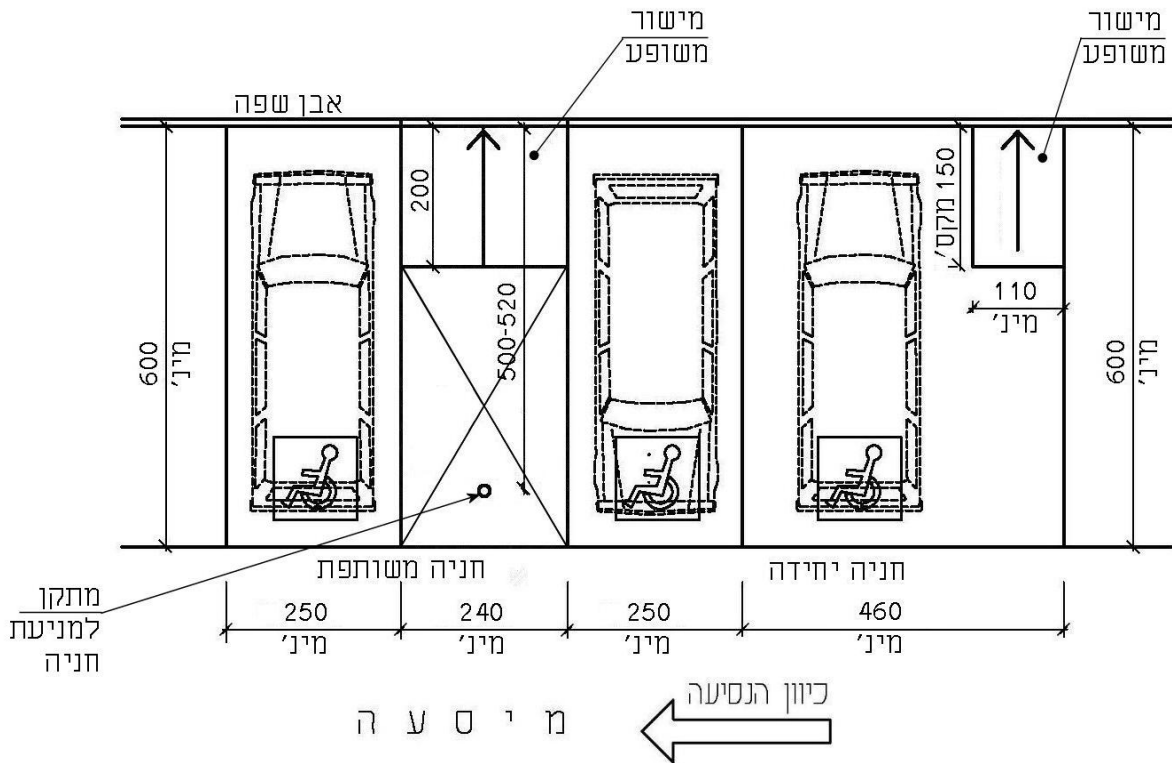 מישור
משופע
מישור
משופע
אבן שפה
200
150 מקס'
110
מינ'
600
מינ'
500-520
600
מינ'
חניה משותפת
חניה יחידה
מתקן
למניעת
חניה
250
מינ'
240
מינ'
250
מינ'
460
מינ'
כיוון הנסיעה
מיסעה